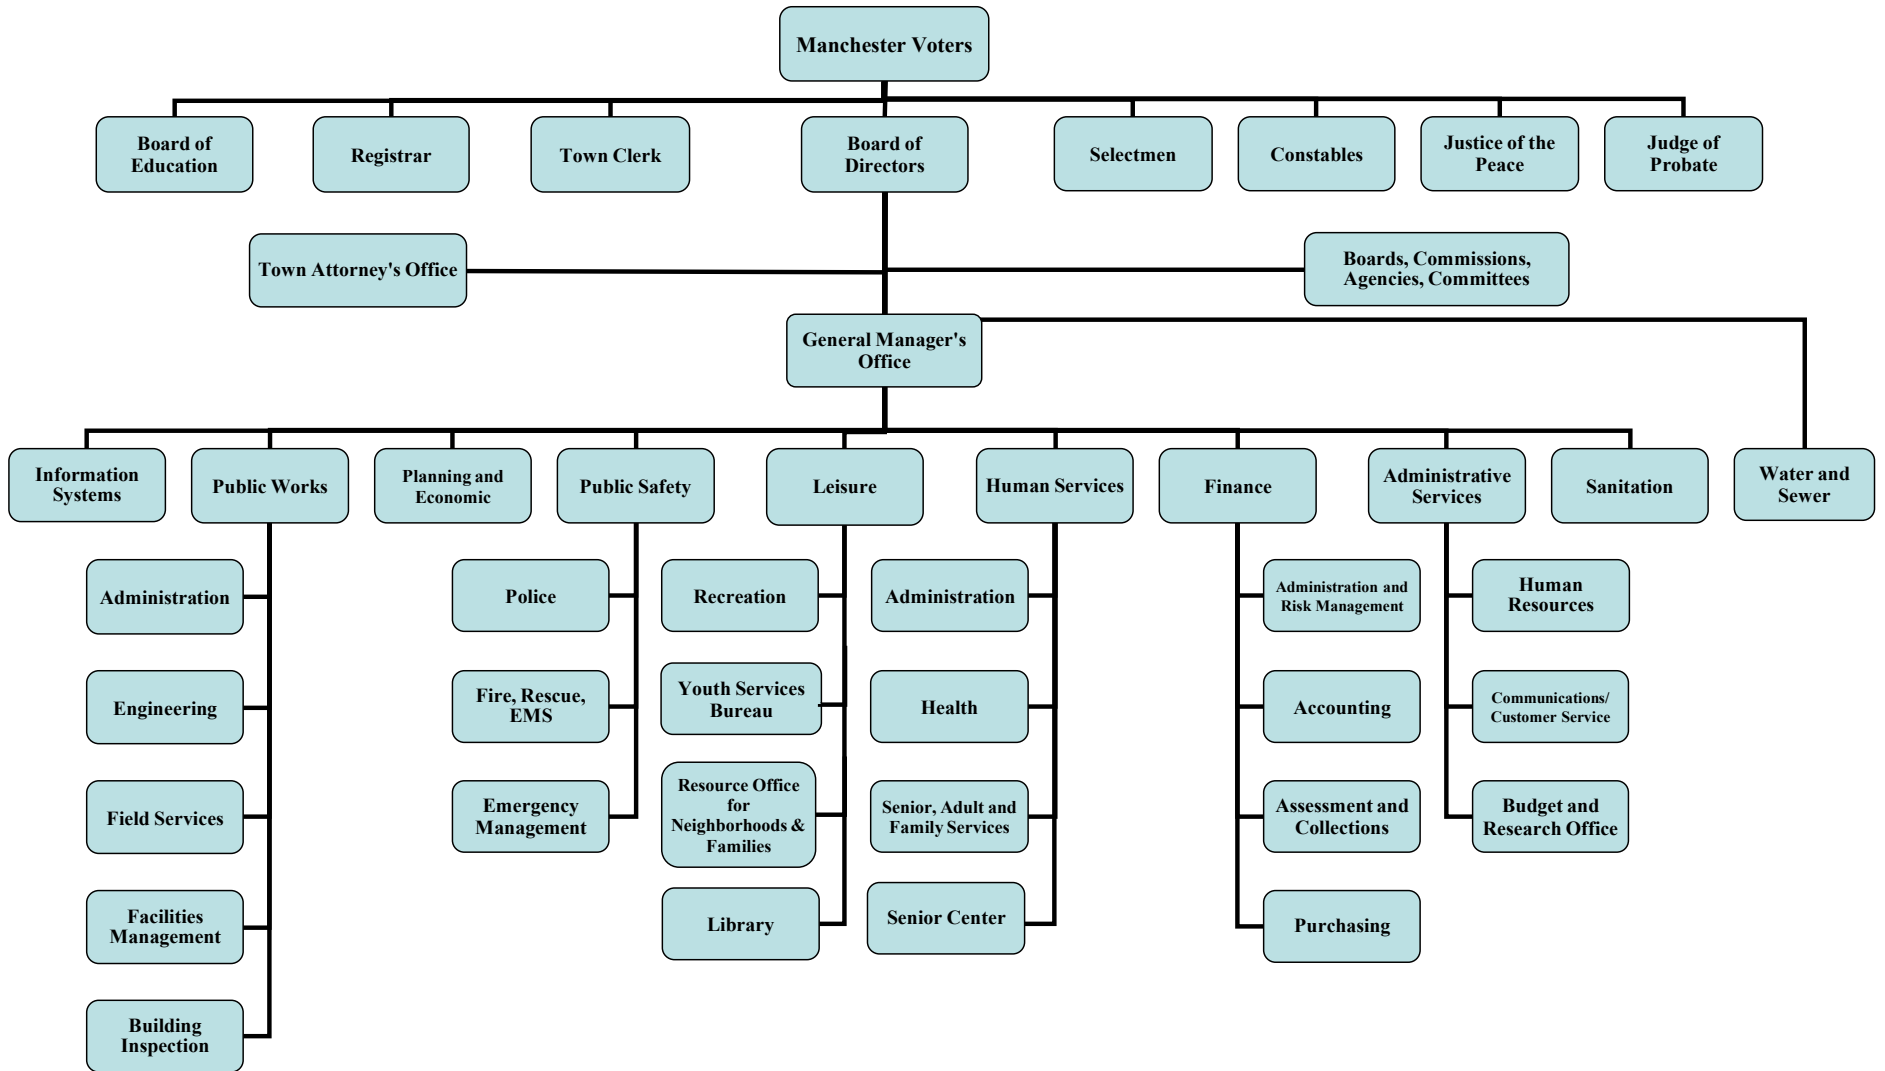 Manchester Voters
Board of
Education
Registrar
Town Clerk
Board of
Directors
Selectmen
Constables
Justice of the
Peace
Judge of
Probate
Town Attorney's Office
Boards, Commissions,
Agencies, Committees
General Manager's
Office
Information
Systems
Public Works
Planning and
Economic
Public Safety
Leisure
Human Services
Finance
Administrative
Services
Sanitation
Water and
Sewer
Administration
Engineering
Field Services
Facilities
Management
Building
Inspection
Police
Fire, Rescue,
EMS
Emergency
Management
Recreation
Youth Services
Bureau
Resource Office
for
Neighborhoods &
Families
Library
Administration
Health
Senior, Adult and
Family Services
Senior Center
Administration and
Risk Management
Accounting
Assessment and
Collections
Purchasing
Human
Resources
Communications/
Customer Service
Budget and
Research Office